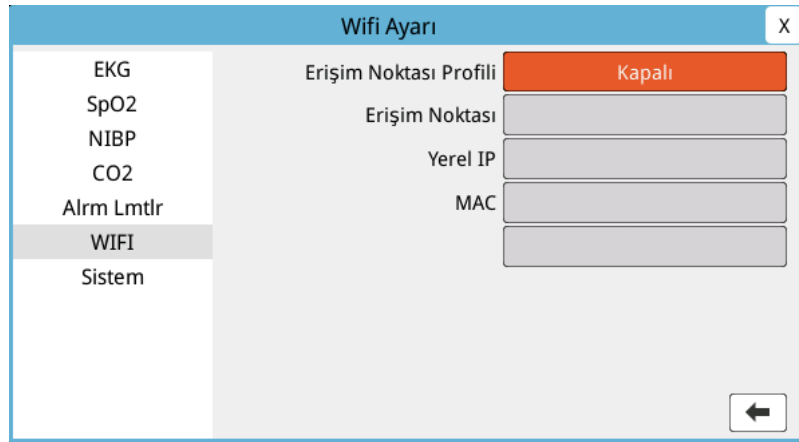 Wifi Ayarı
X
EKG
SpO2
NIBP
CO2
Alrm Lmtlr
WIFI
Sistem
Erişim Noktası Profili
Kapalı
Erişim Noktası
Yerel IP
MAC